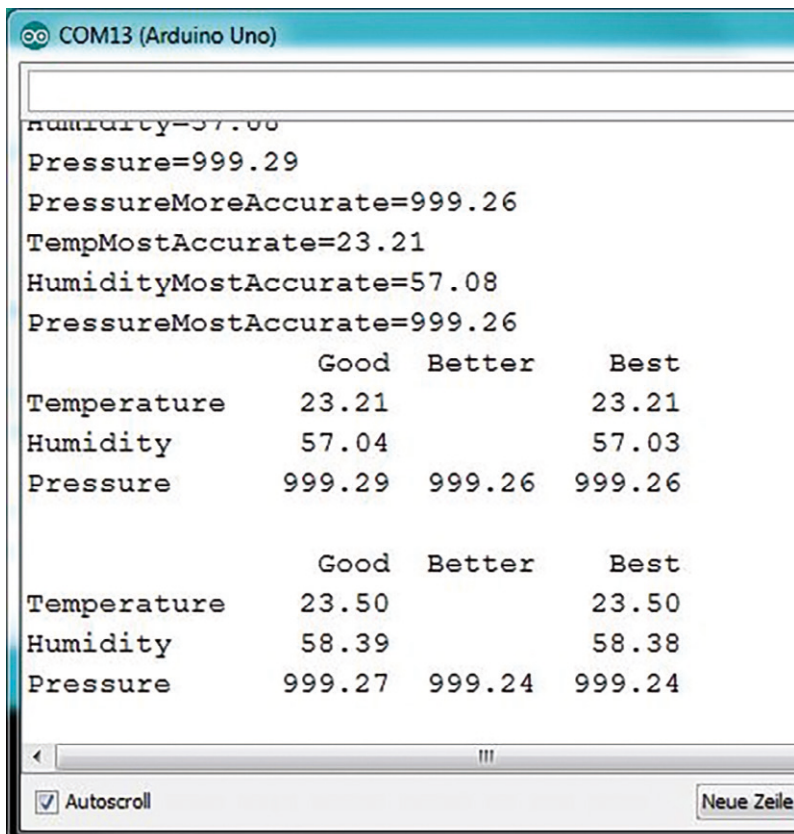 COM13 (Arduino Uno)
Humidity=57.08
Pressure=999.29
PressureMoreAccurate=999.26
TempMostAccurate=23.21
HumidityMostAccurate=57.08
PressureMostAccurate=999.26
Good Better Best
Temperature 23.21 23.21
Humidity 57.04 57.03
Pressure 999.29 999.26 999.26
Good Better Best
Temperature 23.50 23.50
Humidity 58.39 58.38
Pressure 999.27 999.24 999.24
Autoscroll Neue Zeile